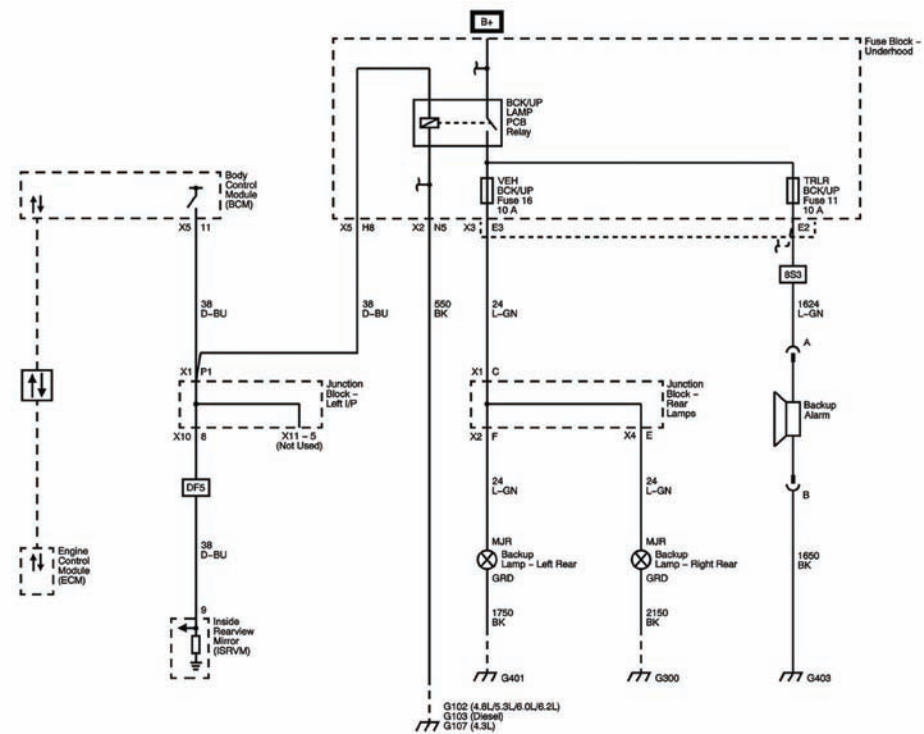 B+
Fuse Block –
Underhood
BCK/UP
LAMP
PCB
Relay
Body
Control
Module
(BCM)
VEH
BCK/UP
Fuse 16
10 A
TRLR
BCK/UP
Fuse 11
10 A
X5 11
X5 H8
X2 N5
X3 E3
E2
8S3
38
D-BU
38
D-BU
550
BK
24
L-GN
1624
L-GN
A
X1 P1
Junction
Block –
Left I/P
X1 C
Junction
Block –
Rear
Lamps
Backup
Alarm
X10 8
X11 – 5
(Not Used)
X2 F
X4 E
B
DF5
24
L-GN
24
L-GN
38
D-BU
Engine
Control
Module
(ECM)
MJR
Backup
Lamp – Left Rear
GRD
MJR
Backup
Lamp – Right Rear
GRD
1650
BK
9
Inside
Rearview
Mirror
(ISRVM)
1750
BK
2150
BK
G401
G300
G403
G102 (4.8L/5.3L/6.0L/6.2L)
G103 (Diesel)
G107 (4.3L)